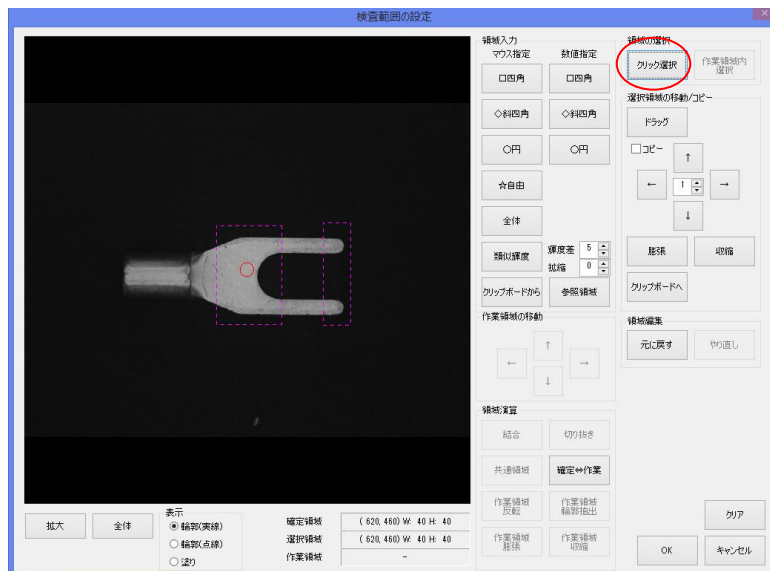 検査範囲の設定
領域入力
マウス指定
数値指定
□四角
□四角
◇斜四角
◇斜四角
○円
○円
☆自由
全体
類似輝度
輝度差
5
拡縮
0
クリップボードから
参照領域
作業領域の移動
←
↑
↓
→
領域演算
結合
切り抜き
共通領域
確定⇔作業
作業領域
反転
作業領域
輪郭抽出
作業領域
膨張
作業領域
収縮
領域の選択
クリック選択
作業領域内
選択
選択領域の移動/コピー
ドラッグ
コピー
↑
←
1
→
↓
膨張
収縮
クリップボードへ
領域編集
元に戻す
やり直し
クリア
OK
キャンセル
拡大
全体
表示
輪郭(実線)
輪郭(点線)
塗り
確定領域
( 620, 460) W: 40 H: 40
選択領域
( 620, 460) W: 40 H: 40
作業領域
-